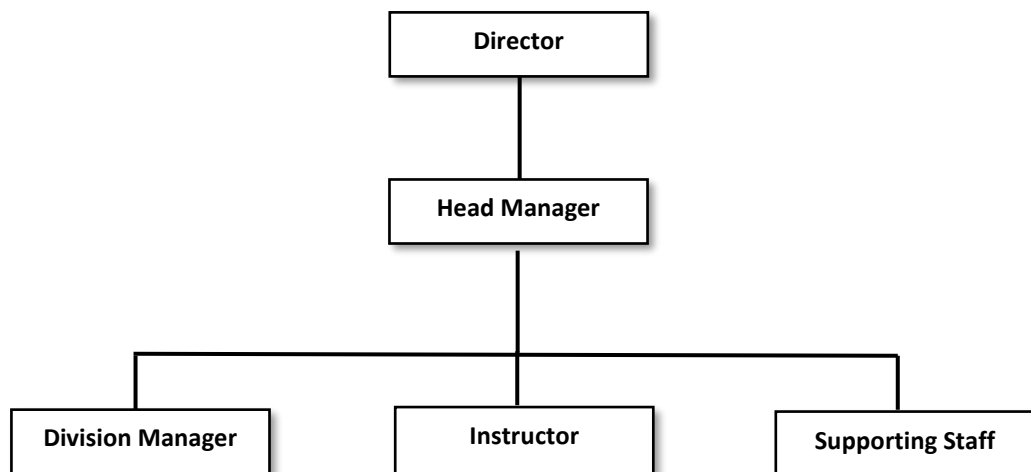 Director
Head Manager
Division Manager
Instructor
Supporting Staff